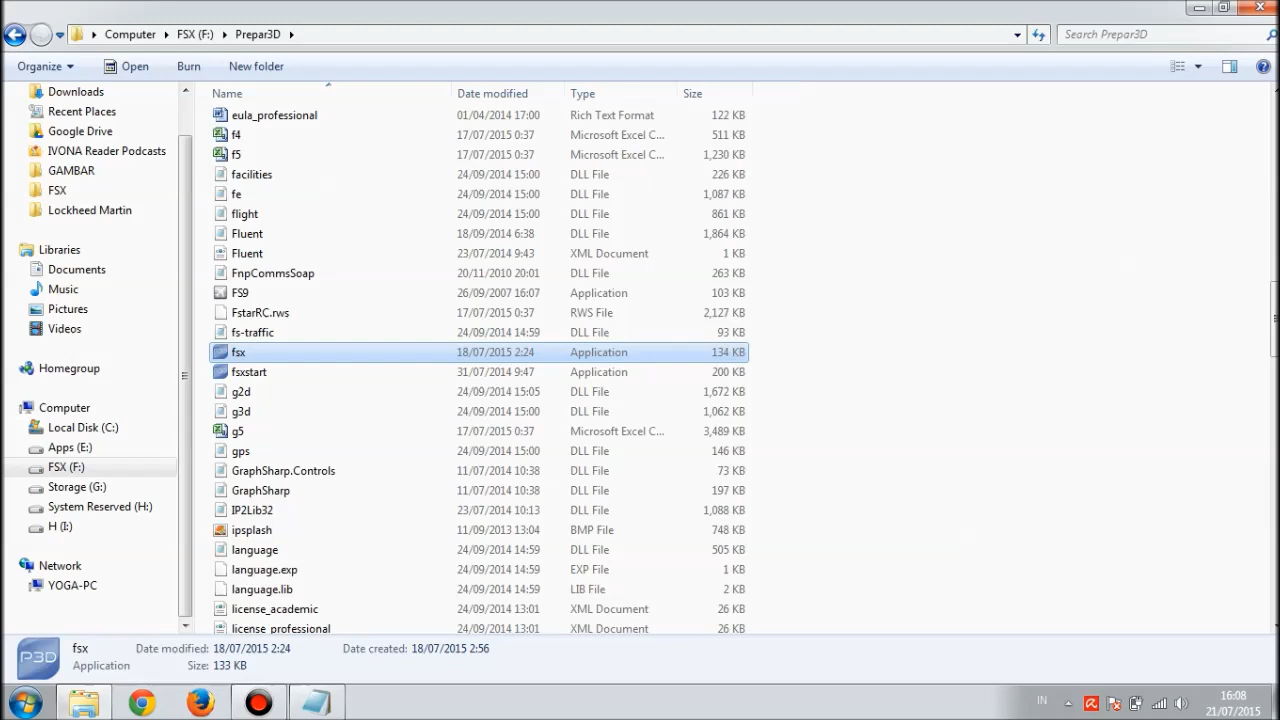 Computer FSX (F:) Prepar3D Search Prepar3D
Organize Open Burn New folder
Downloads
Recent Places
Google Drive
IVONA Reader Podcasts
GAMBAR
FSX
Lockheed Martin
Libraries
Documents
Music
Pictures
Videos
Homegroup
Computer
Local Disk (C:)
Apps (E:)
FSX (F:)
Storage (G:)
System Reserved (H:)
H (I:)
Network
YOGA-PC
Name Date modified Type Size
eula_professional 01/04/2014 17:00 Rich Text Format 122 KB
f4 17/07/2015 0:37 Microsoft Excel C... 511 KB
f5 17/07/2015 0:37 Microsoft Excel C... 1,230 KB
facilities 24/09/2014 15:00 DLL File 226 KB
fe 24/09/2014 15:00 DLL File 1,087 KB
flight 24/09/2014 15:00 DLL File 861 KB
Fluent 18/09/2014 6:38 DLL File 1,864 KB
Fluent 23/07/2014 9:43 XML Document 1 KB
FnpCommsSoap 20/11/2010 20:01 DLL File 263 KB
FS9 26/09/2007 16:07 Application 103 KB
FstarRC.rws 17/07/2015 0:37 RWS File 2,127 KB
fs-traffic 24/09/2014 14:59 DLL File 93 KB
fsx 18/07/2015 2:24 Application 134 KB
fsxstart 31/07/2014 9:47 Application 200 KB
g2d 24/09/2014 15:05 DLL File 1,672 KB
g3d 24/09/2014 15:00 DLL File 1,062 KB
g5 17/07/2015 0:37 Microsoft Excel C... 3,489 KB
gps 24/09/2014 15:00 DLL File 146 KB
GraphSharp.Controls 11/07/2014 10:38 DLL File 73 KB
GraphSharp 11/07/2014 10:38 DLL File 197 KB
IP2Lib32 23/07/2014 10:13 DLL File 1,088 KB
ipsplash 11/09/2013 13:04 BMP File 748 KB
language 24/09/2014 14:59 DLL File 505 KB
language.exp 24/09/2014 14:59 EXP File 1 KB
language.lib 24/09/2014 14:59 LIB File 2 KB
license_academic 24/09/2014 13:01 XML Document 26 KB
license_professional 24/09/2014 13:01 XML Document 26 KB
P3D
fsx Date modified: 18/07/2015 2:24 Date created: 18/07/2015 2:56
Application Size: 133 KB
IN
16:08
21/07/2015